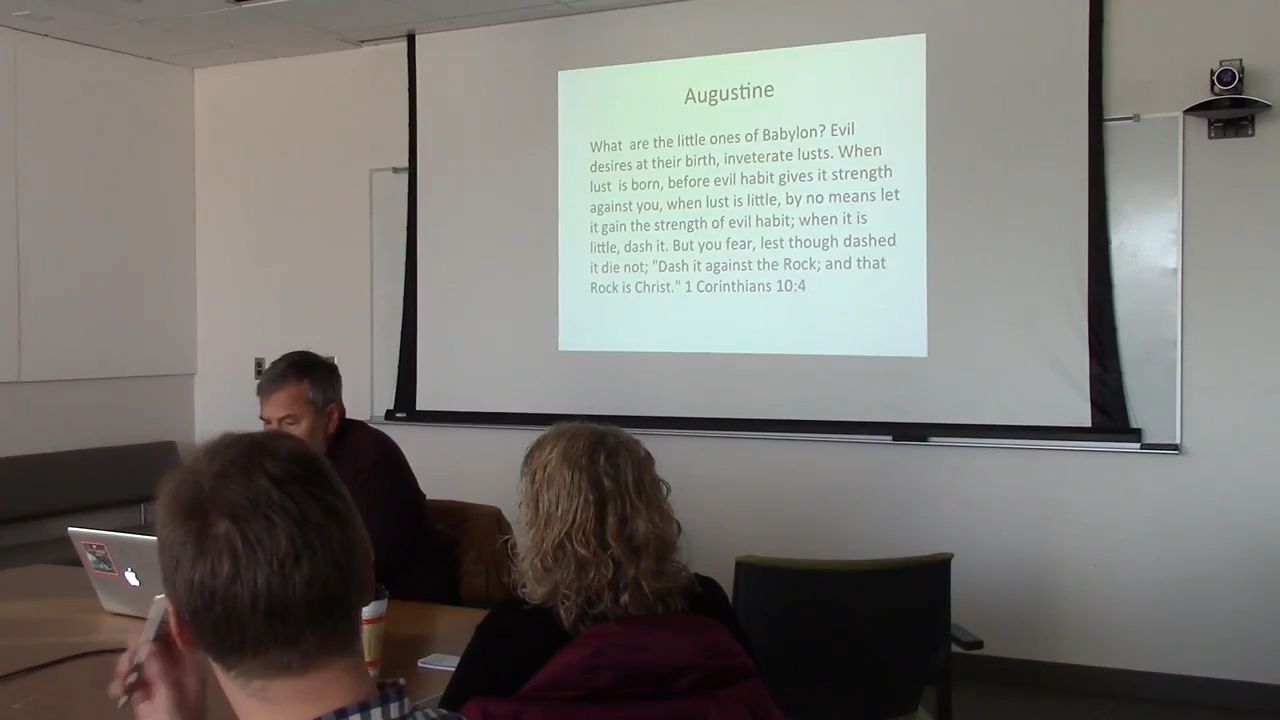 Augustine
What are the little ones of Babylon? Evil
desires at their birth, inveterate lusts. When
lust is born, before evil habit gives it strength
against you, when lust is little, by no means let
it gain the strength of evil habit; when it is
little, dash it. But you fear, lest though dashed
it die not; "Dash it against the Rock; and that
Rock is Christ." 1 Corinthians 10:4